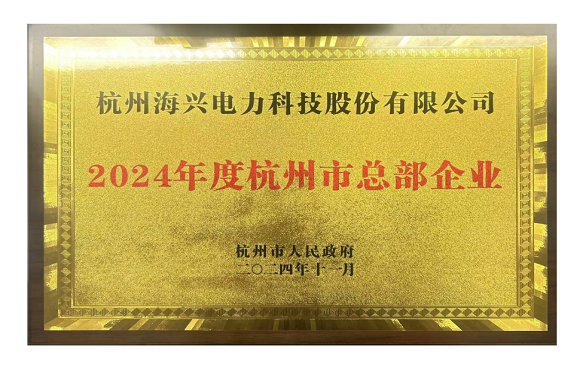 杭州海兴电力科技股份有限公司
2024年度杭州市总部企业
杭州市人民政府
二〇二四年十一月